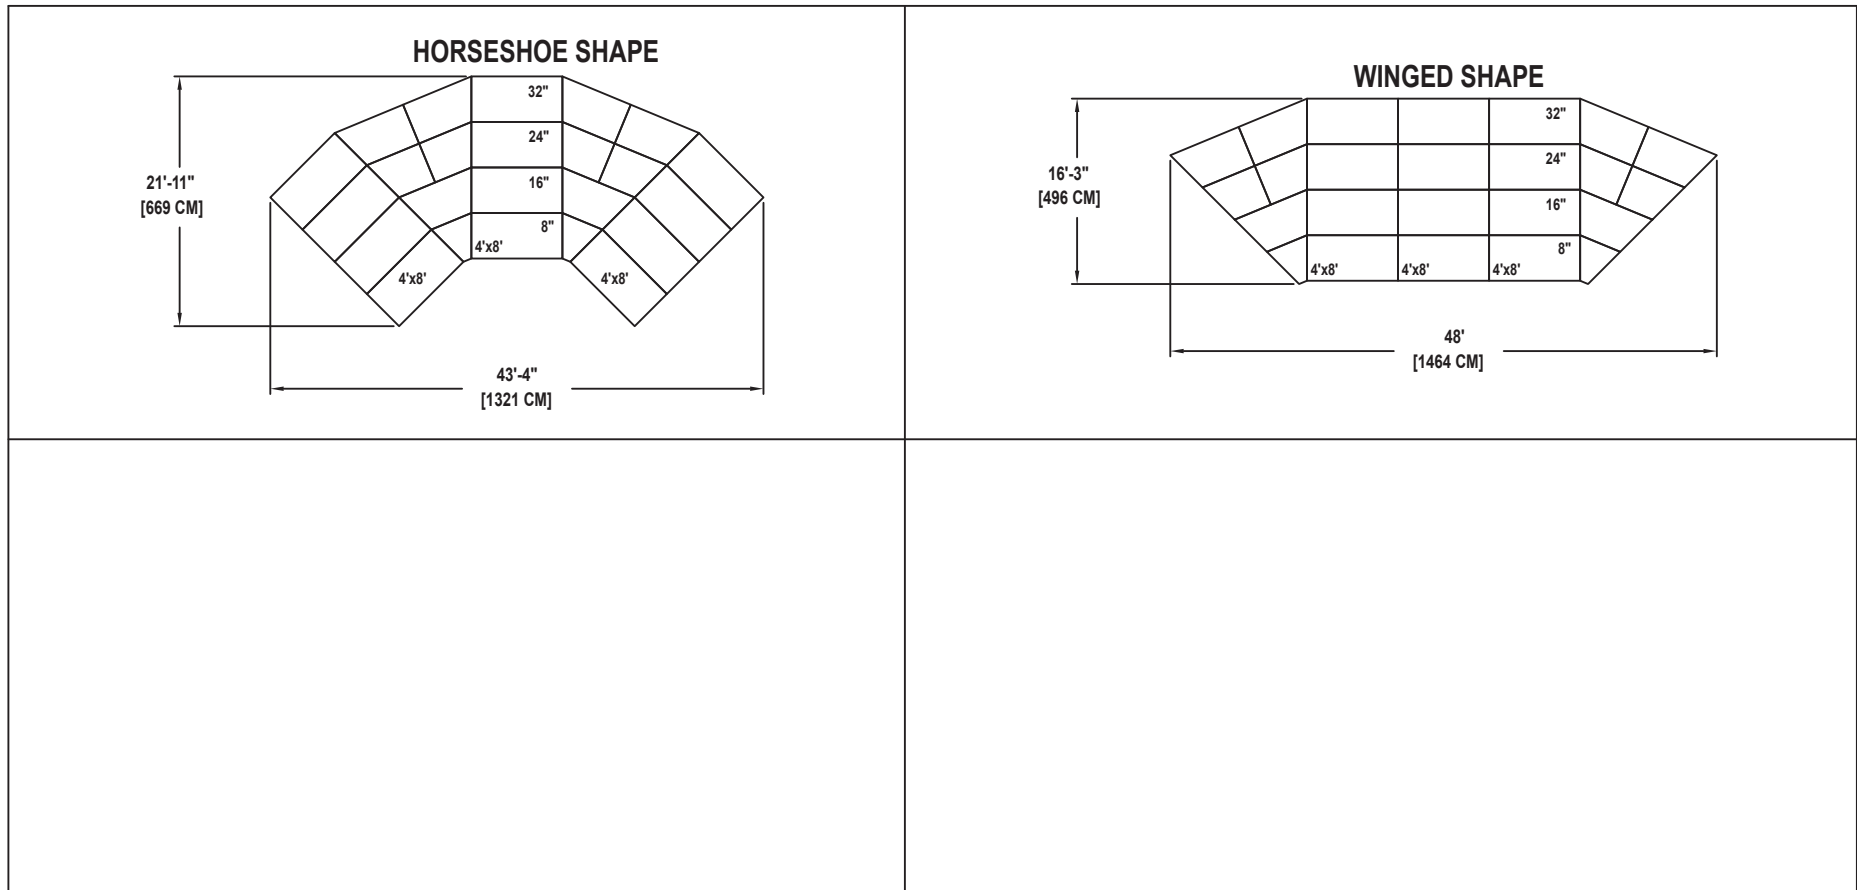 HORSESHOE SHAPE
32"
24"
16"
8"
4'x8'
4'x8'
4'x8'
21'-11"
[669 CM]
43'-4"
[1321 CM]
WINGED SHAPE
32"
24"
16"
8"
4'x8'
4'x8'
4'x8'
16'-3"
[496 CM]
48'
[1464 CM]